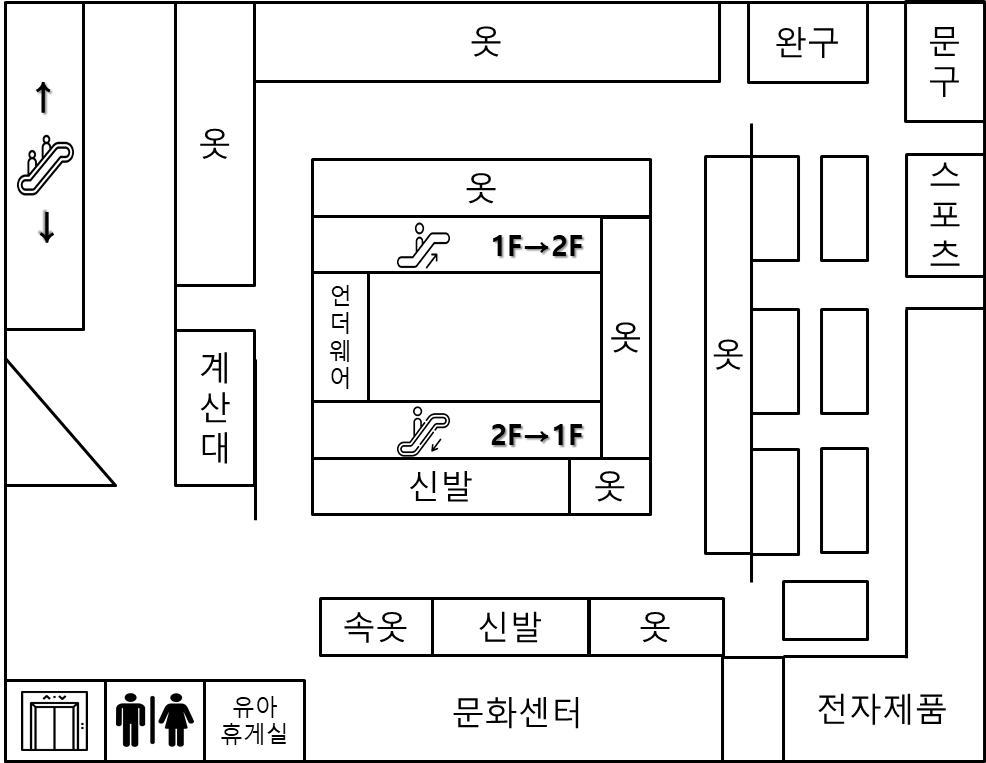 옷
완구
문
구
↑
옷
↓
옷
스
포
츠
1F→2F
언
더
웨
어
옷
옷
계
산
대
2F→1F
신발
옷
속옷
신발
옷
유아
휴게실
문화센터
전자제품